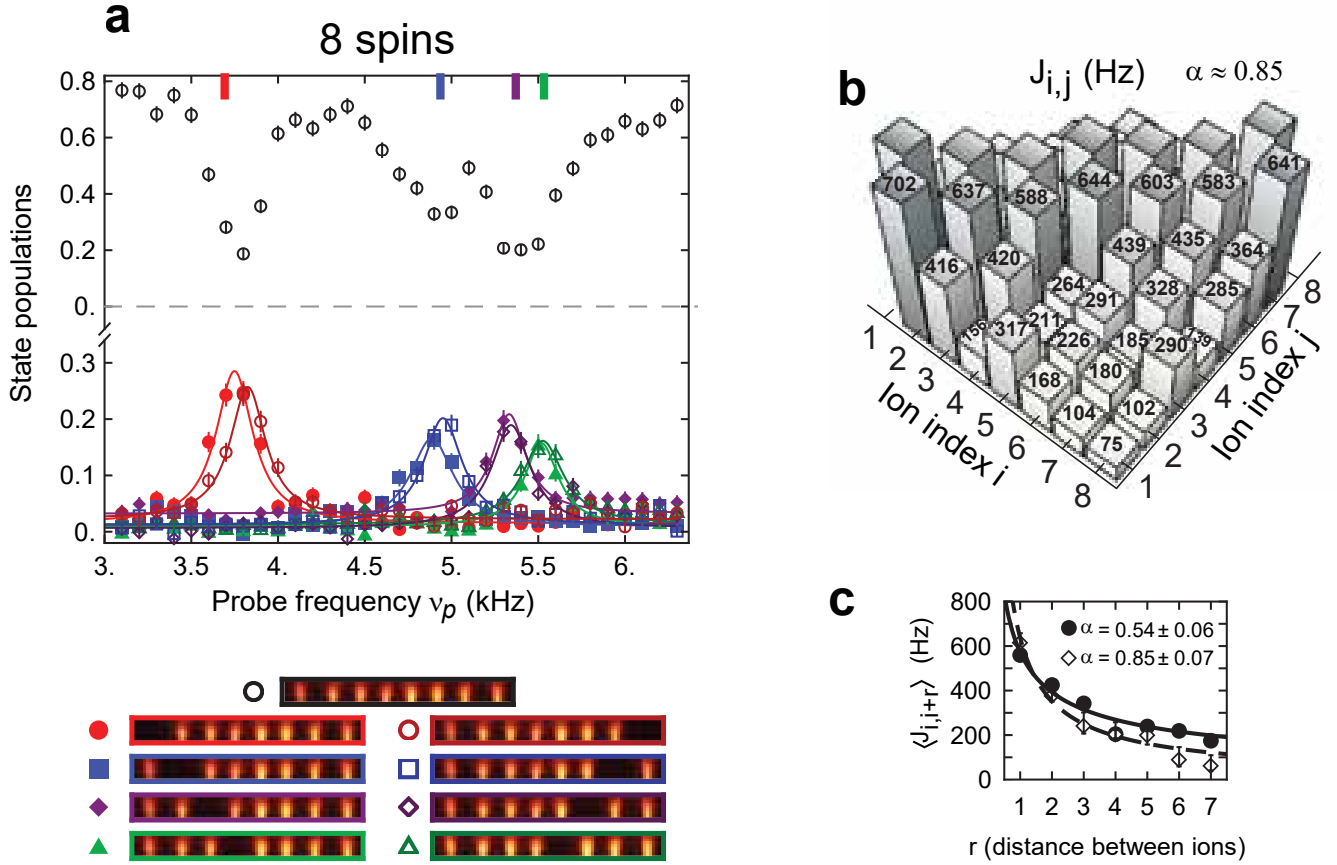 a
8 spins
0.8
0.6
0.4
0.2
0.
0.3
0.2
0.1
0.
State populations
3. 3.5 4. 4.5 5. 5.5 6.
Probe frequency νp (kHz)
b
Ji,j (Hz) α ≈ 0.85
702 637 588 644 603 583 641
416 420 264 439 435 364
156 317 211 291 328 285
226 185 290 139
168 180
104 102
75
1 2 3 4 5 6 7 8
Ion index i
1 2 3 4 5 6 7 8
Ion index j
c
800
600
400
200
0
⟨Ji,i+r⟩ (Hz)
α = 0.54 ± 0.06
α = 0.85 ± 0.07
1 2 3 4 5 6 7
r (distance between ions)